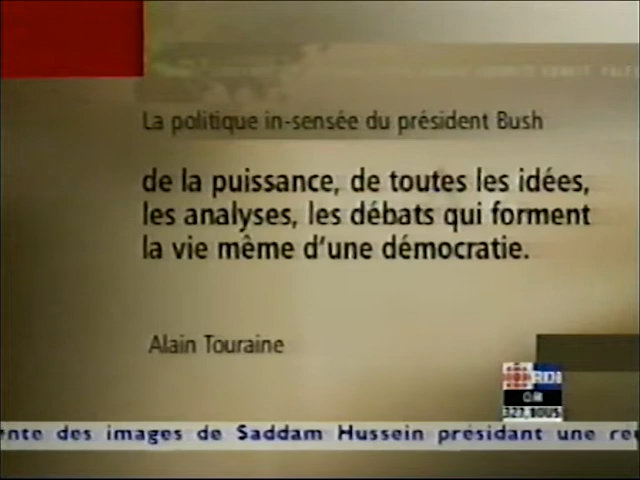 La politique in-sensée du président Bush
de la puissance, de toutes les idées,
les analyses, les débats qui forment
la vie même d'une démocratie.
Alain Touraine
RDI
OR
327,90US
ente des images de Saddam Hussein présidant une re